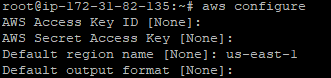 root@ip-172-31-82-135:~# aws configure
AWS Access Key ID [None]:
AWS Secret Access Key [None]:
Default region name [None]: us-east-1
Default output format [None]: